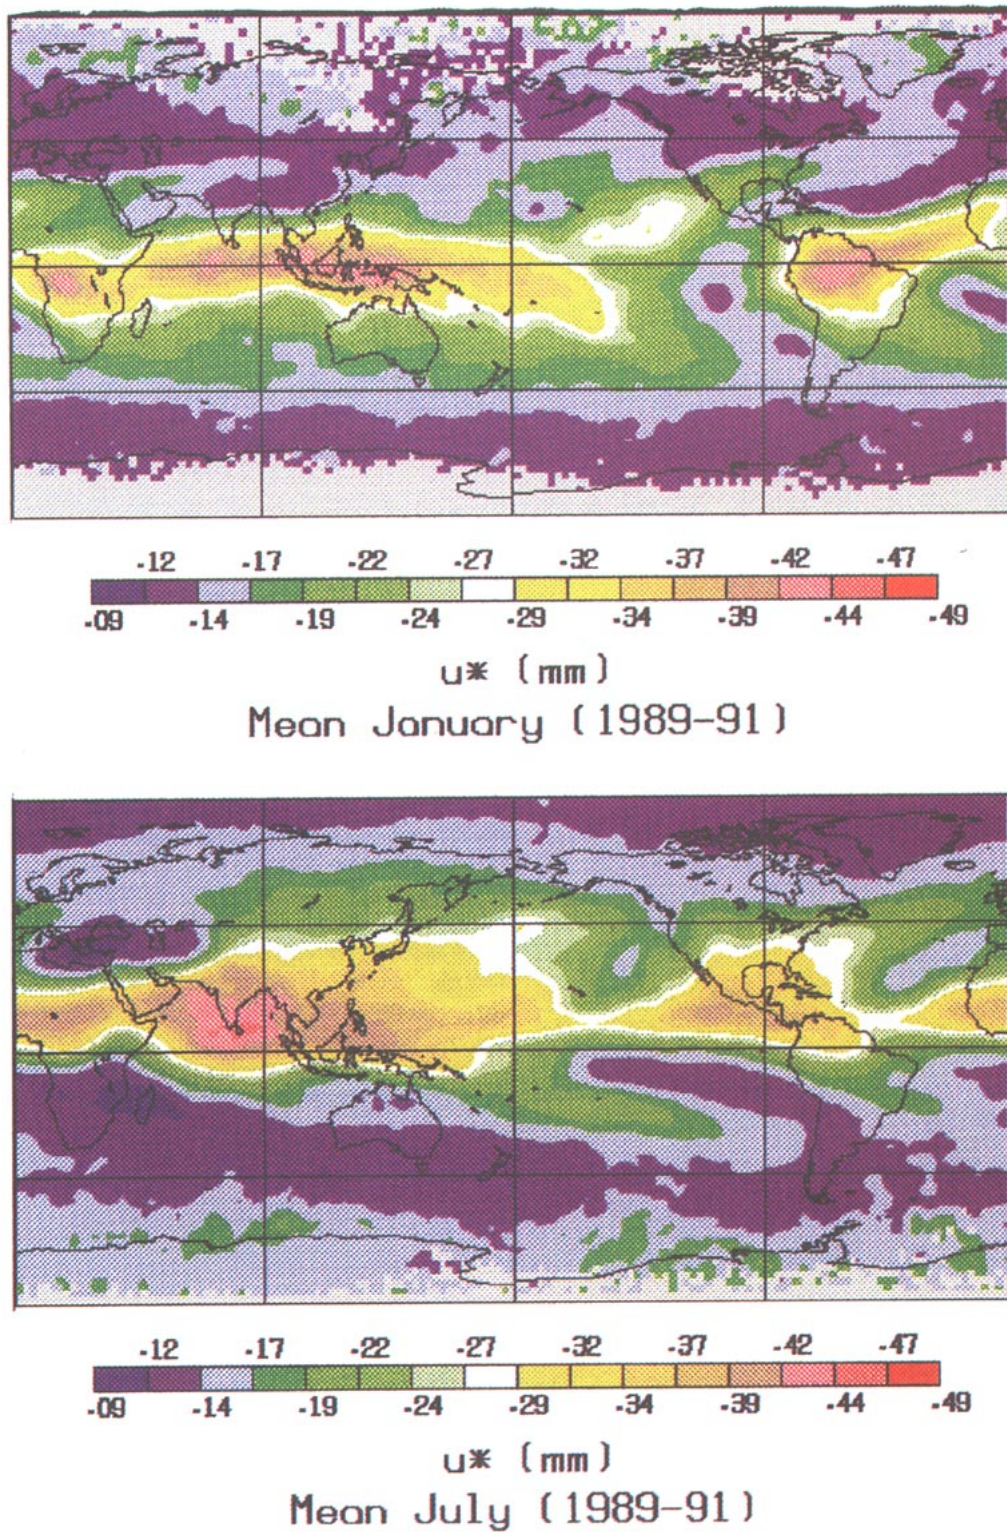 .12 .17 .22 .27 .32 .37 .42 .47
.09 .14 .19 .24 .29 .34 .39 .44 .49
u* (mm)
Mean January (1989-91)
.12 .17 .22 .27 .32 .37 .42 .47
.09 .14 .19 .24 .29 .34 .39 .44 .49
u* (mm)
Mean July (1989-91)